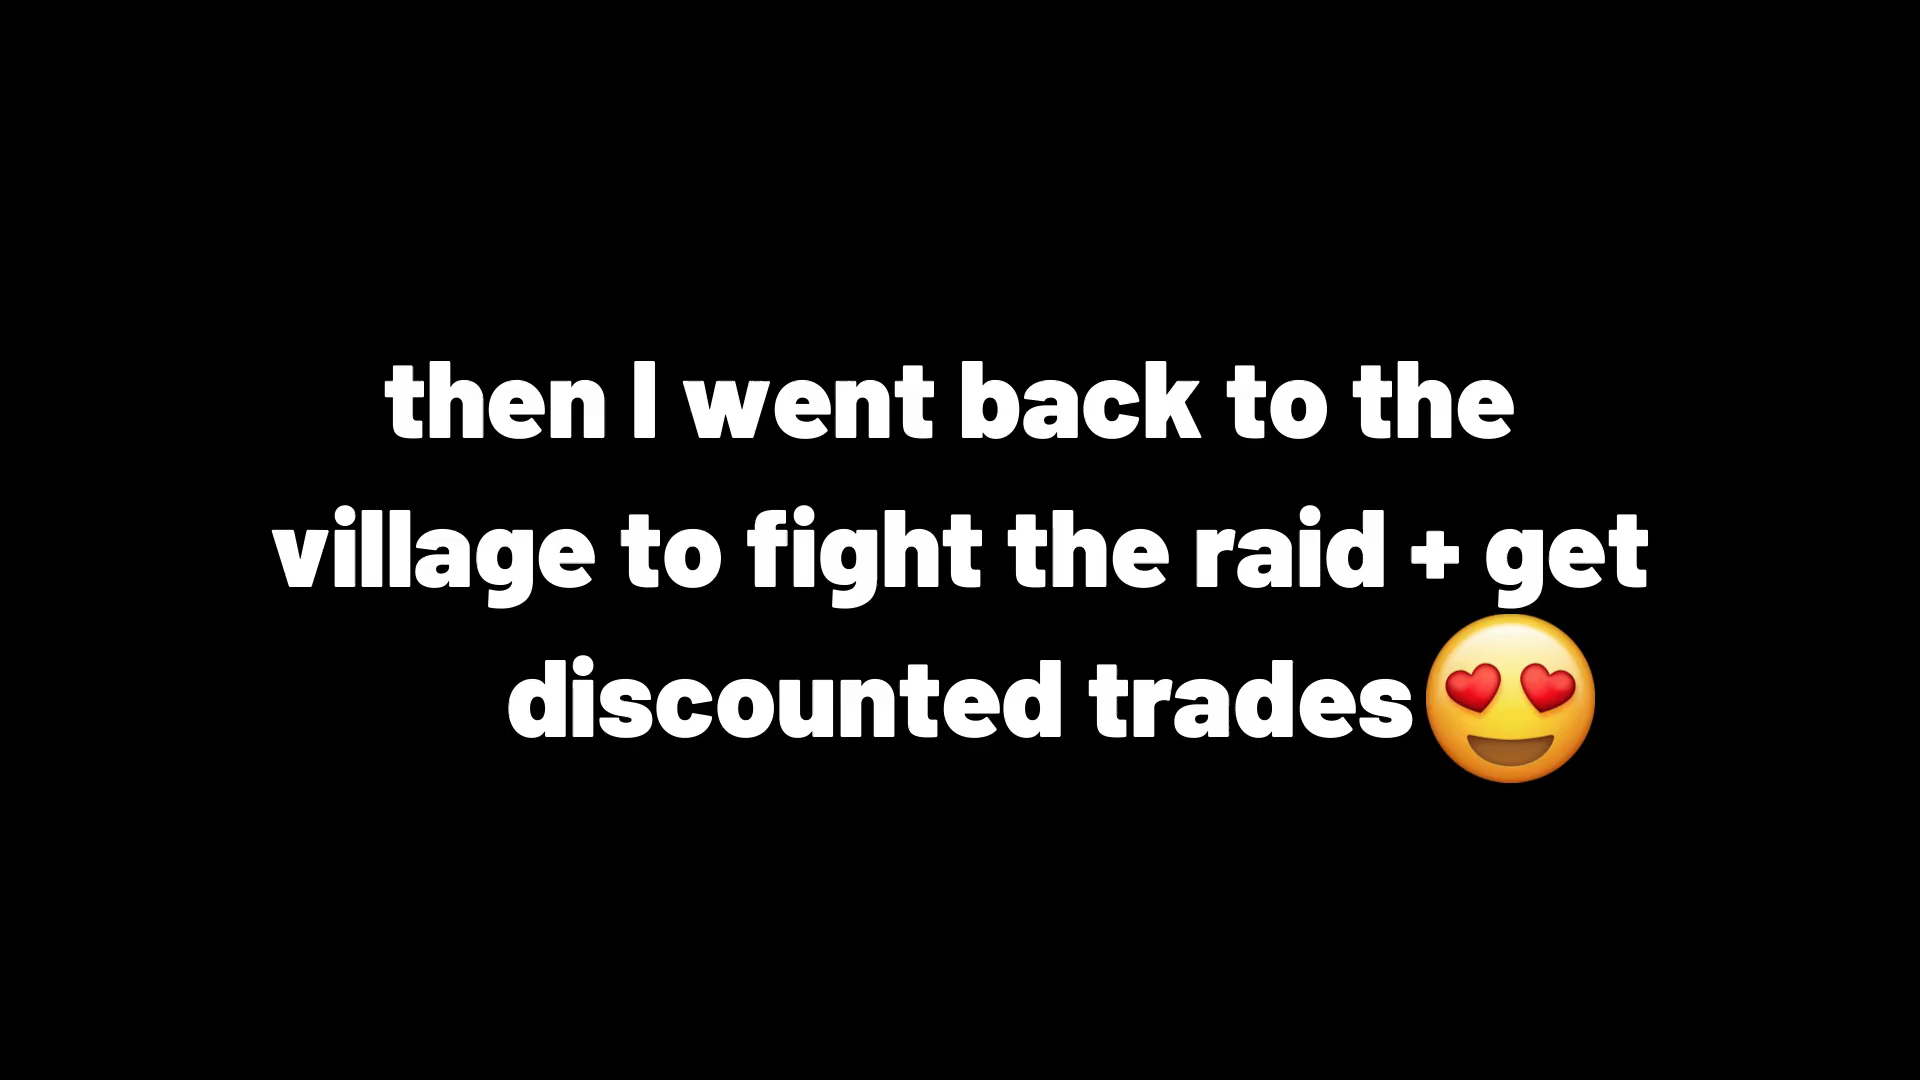 then I went back to the
village to fight the raid + get
discounted trades😍